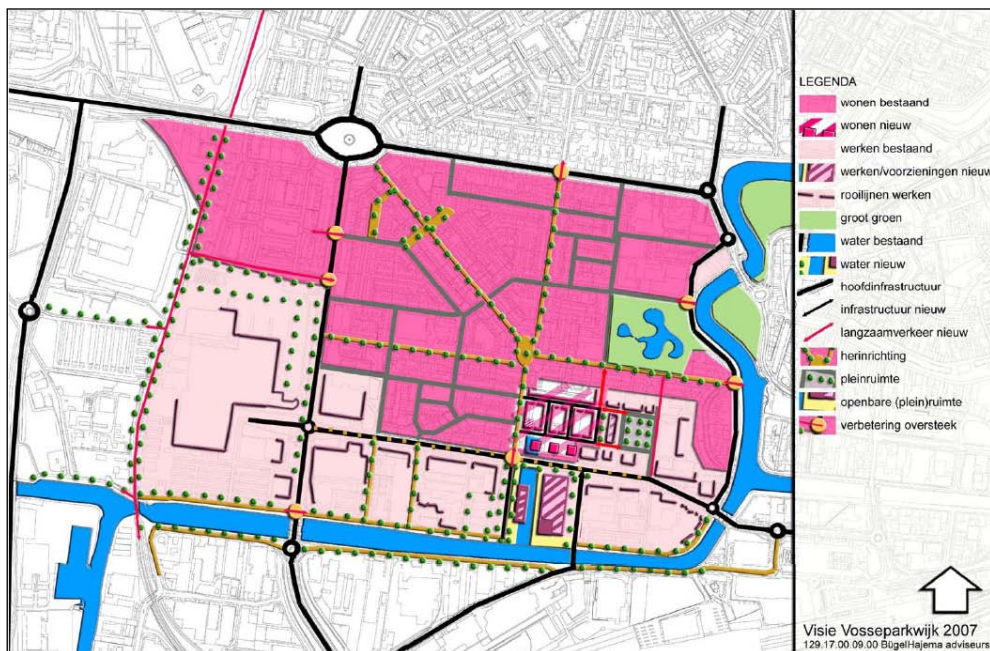 LEGENDA
wonen bestaand
wonen nieuw
werken bestaand
werken/voorzieningen nieuw
rooilijnen werken
groot groen
water bestaand
water nieuw
hoofdinfrastructuur
infrastructuur nieuw
langzaamverkeer nieuw
herinrichting
pleinruimte
openbare (plein)ruimte
verbetering oversteek
Visie Vosseparkwijk 2007
129.17.00.09.00 BügelHajema adviseurs